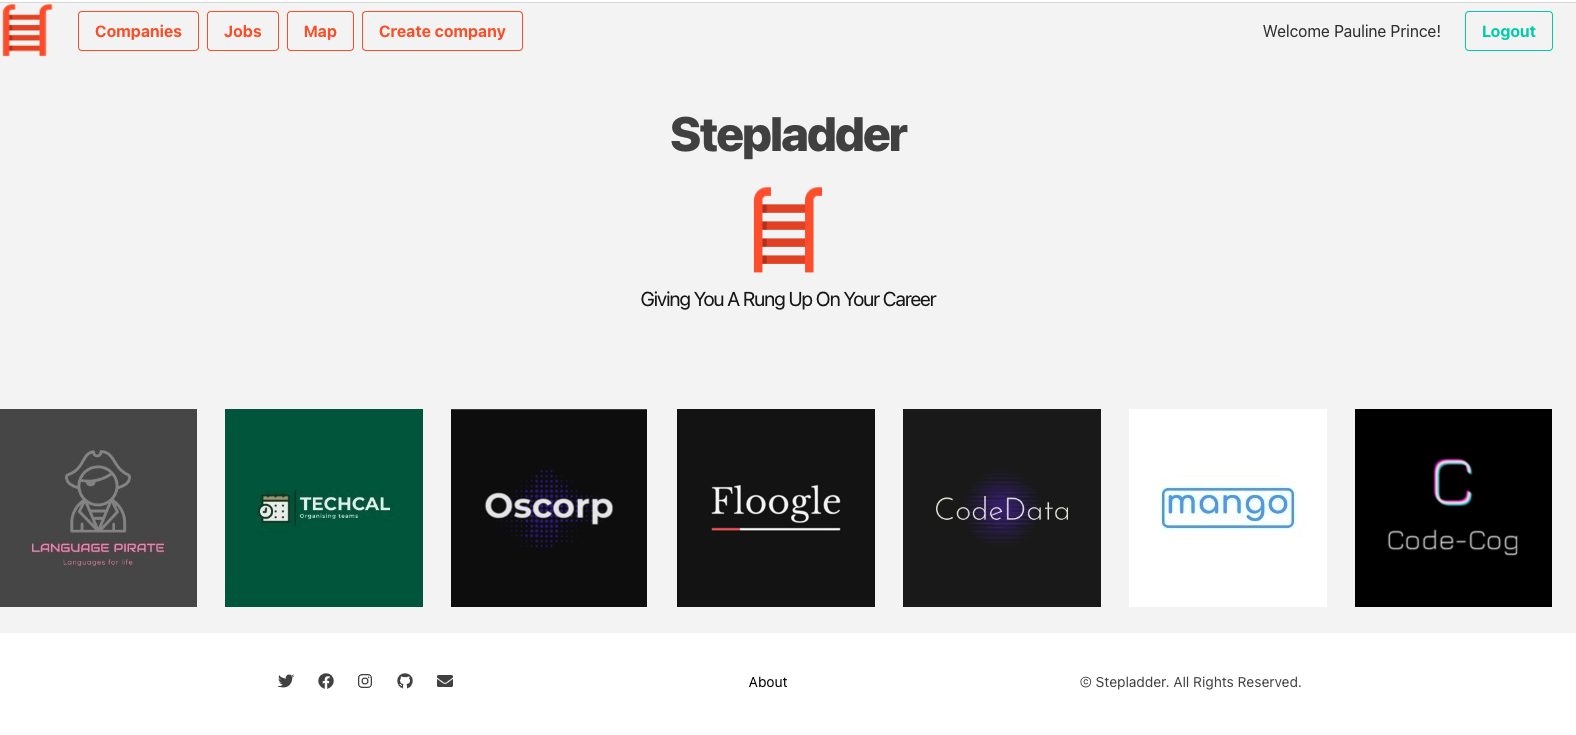 Companies
Jobs
Map
Create company
Welcome Pauline Prince!
Logout
Stepladder
Giving You A Rung Up On Your Career
LANGUAGE PIRATE
Languages for life
TECHCAL
Organising teams
Oscorp
Floogle
CodeData
mango
C
Code-Cog
About
© Stepladder. All Rights Reserved.